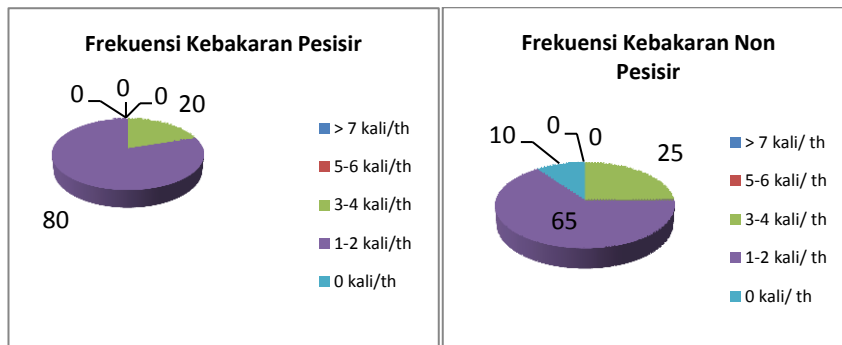 Frekuensi Kebakaran Pesisir
0
0
0
20
80
> 7 kali/th
5-6 kali/th
3-4 kali/th
1-2 kali/th
0 kali/th
Frekuensi Kebakaran Non
Pesisir
10
0
0
25
65
> 7 kali/ th
5-6 kali/ th
3-4 kali/ th
1-2 kali/ th
0 kali/ th